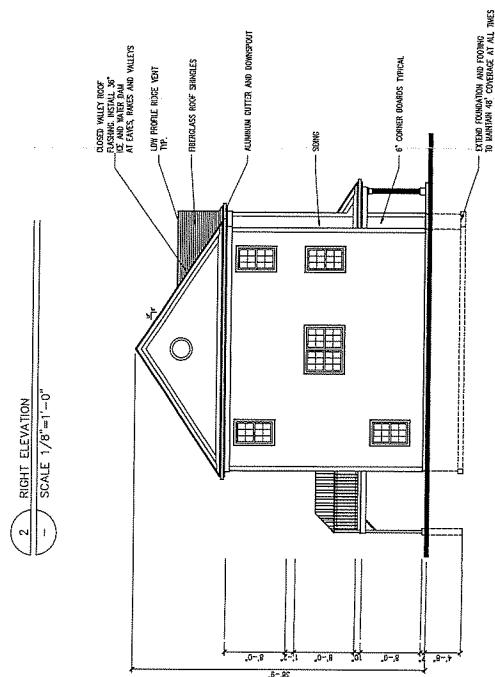 2
RIGHT ELEVATION
SCALE 1/8"=1'-0"
CLOSED VALLEY ROOF
FLASHING. INSTALL 36"
ICE AND WATER DAM
AT EAVES, RAKES AND VALLEYS
LOW PROFILE RIDGE VENT
TYP.
FIBERGLASS ROOF SHINGLES
ALUMINUM GUTTER AND DOWNSPOUT
SIDING
6" CORNER BOARDS TYPICAL
EXTEND FOUNDATION AND FOOTING
TO MAINTAIN 48" COVERAGE AT ALL TIMES
8'-0"
8'-0"
10"
8'-0"
4'-8"